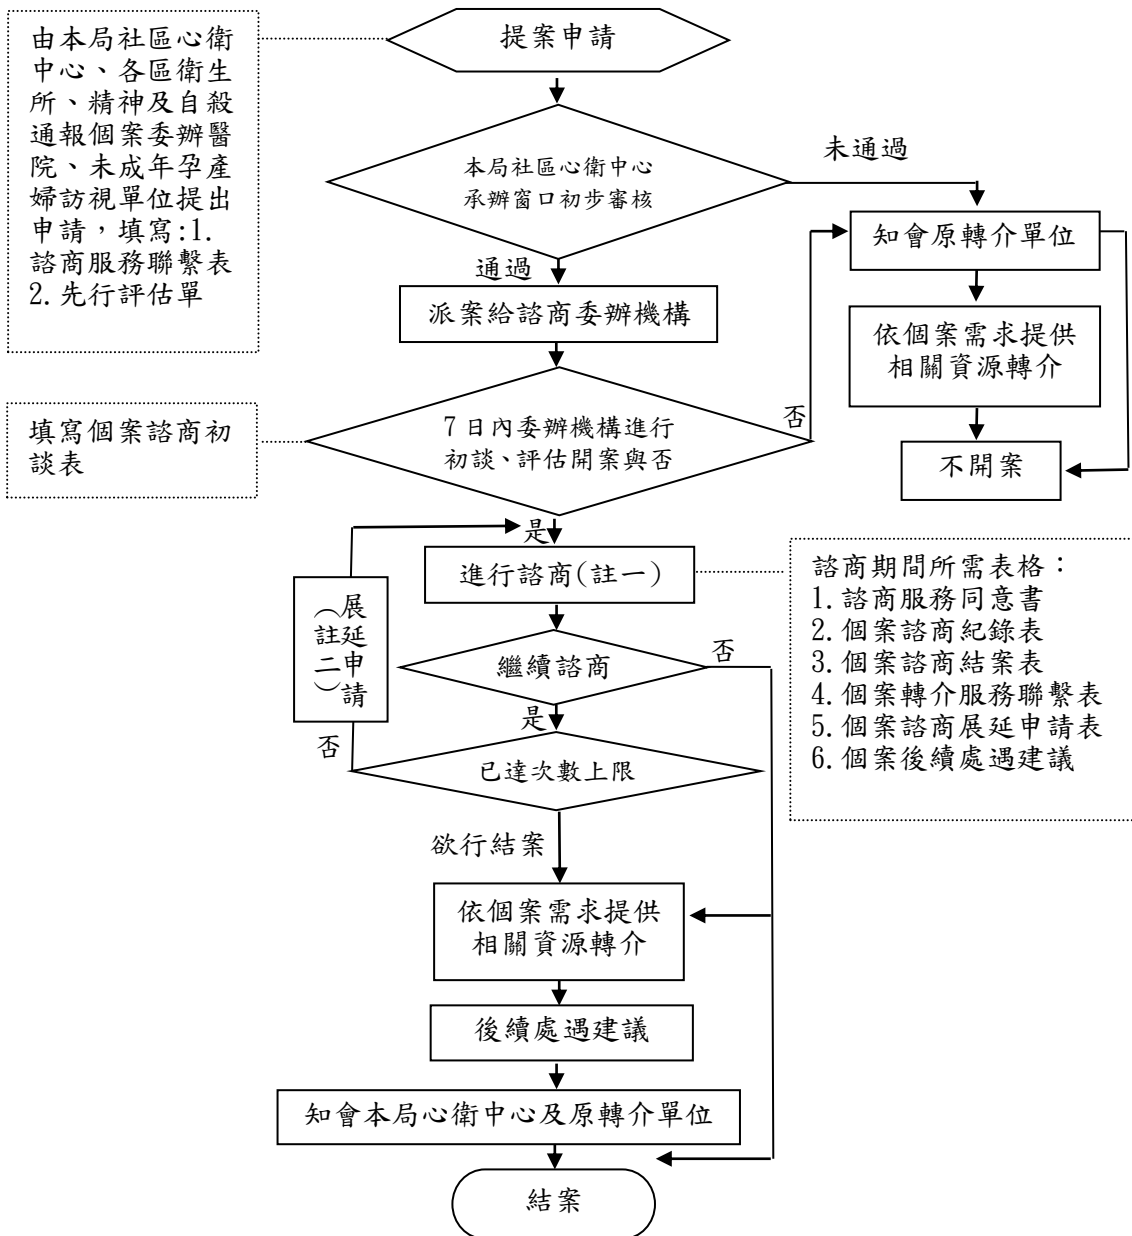 由本局社區心衛
中心、各區衛生
所、精神及自殺
通報個案委辦醫
院、未成年孕產
婦訪視單位提出
申請，填寫:1.
諮商服務聯繫表
2.先行評估單
提案申請
本局社區心衛中心
承辦窗口初步審核
未通過
通過
知會原轉介單位
依個案需求提供
相關資源轉介
不開案
派案給諮商委辦機構
填寫個案諮商初
談表
7日內委辦機構進行
初談、評估開案與否
否
是
進行諮商(註一)
諮商期間所需表格：
1.諮商服務同意書
2.個案諮商紀錄表
3.個案諮商結案表
4.個案轉介服務聯繫表
5.個案諮商展延申請表
6.個案後續處遇建議
展延申請
（註二）
繼續諮商
否
是
否
已達次數上限
欲行結案
依個案需求提供
相關資源轉介
後續處遇建議
知會本局心衛中心及原轉介單位
結案